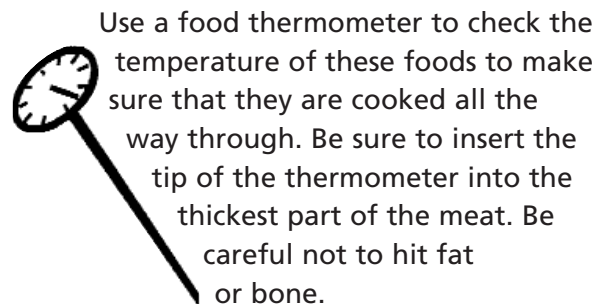 Use a food thermometer to check the
temperature of these foods to make
sure that they are cooked all the
way through. Be sure to insert the
tip of the thermometer into the
thickest part of the meat. Be
careful not to hit fat
or bone.